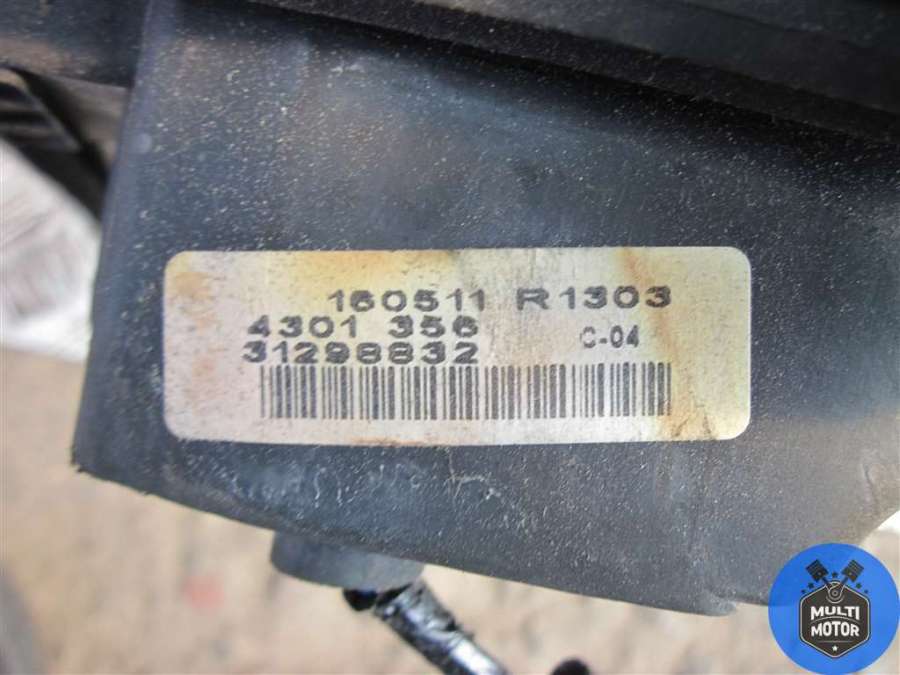 160511 R1303
4301 356
C-04
31298832
MULTI
MOTOR